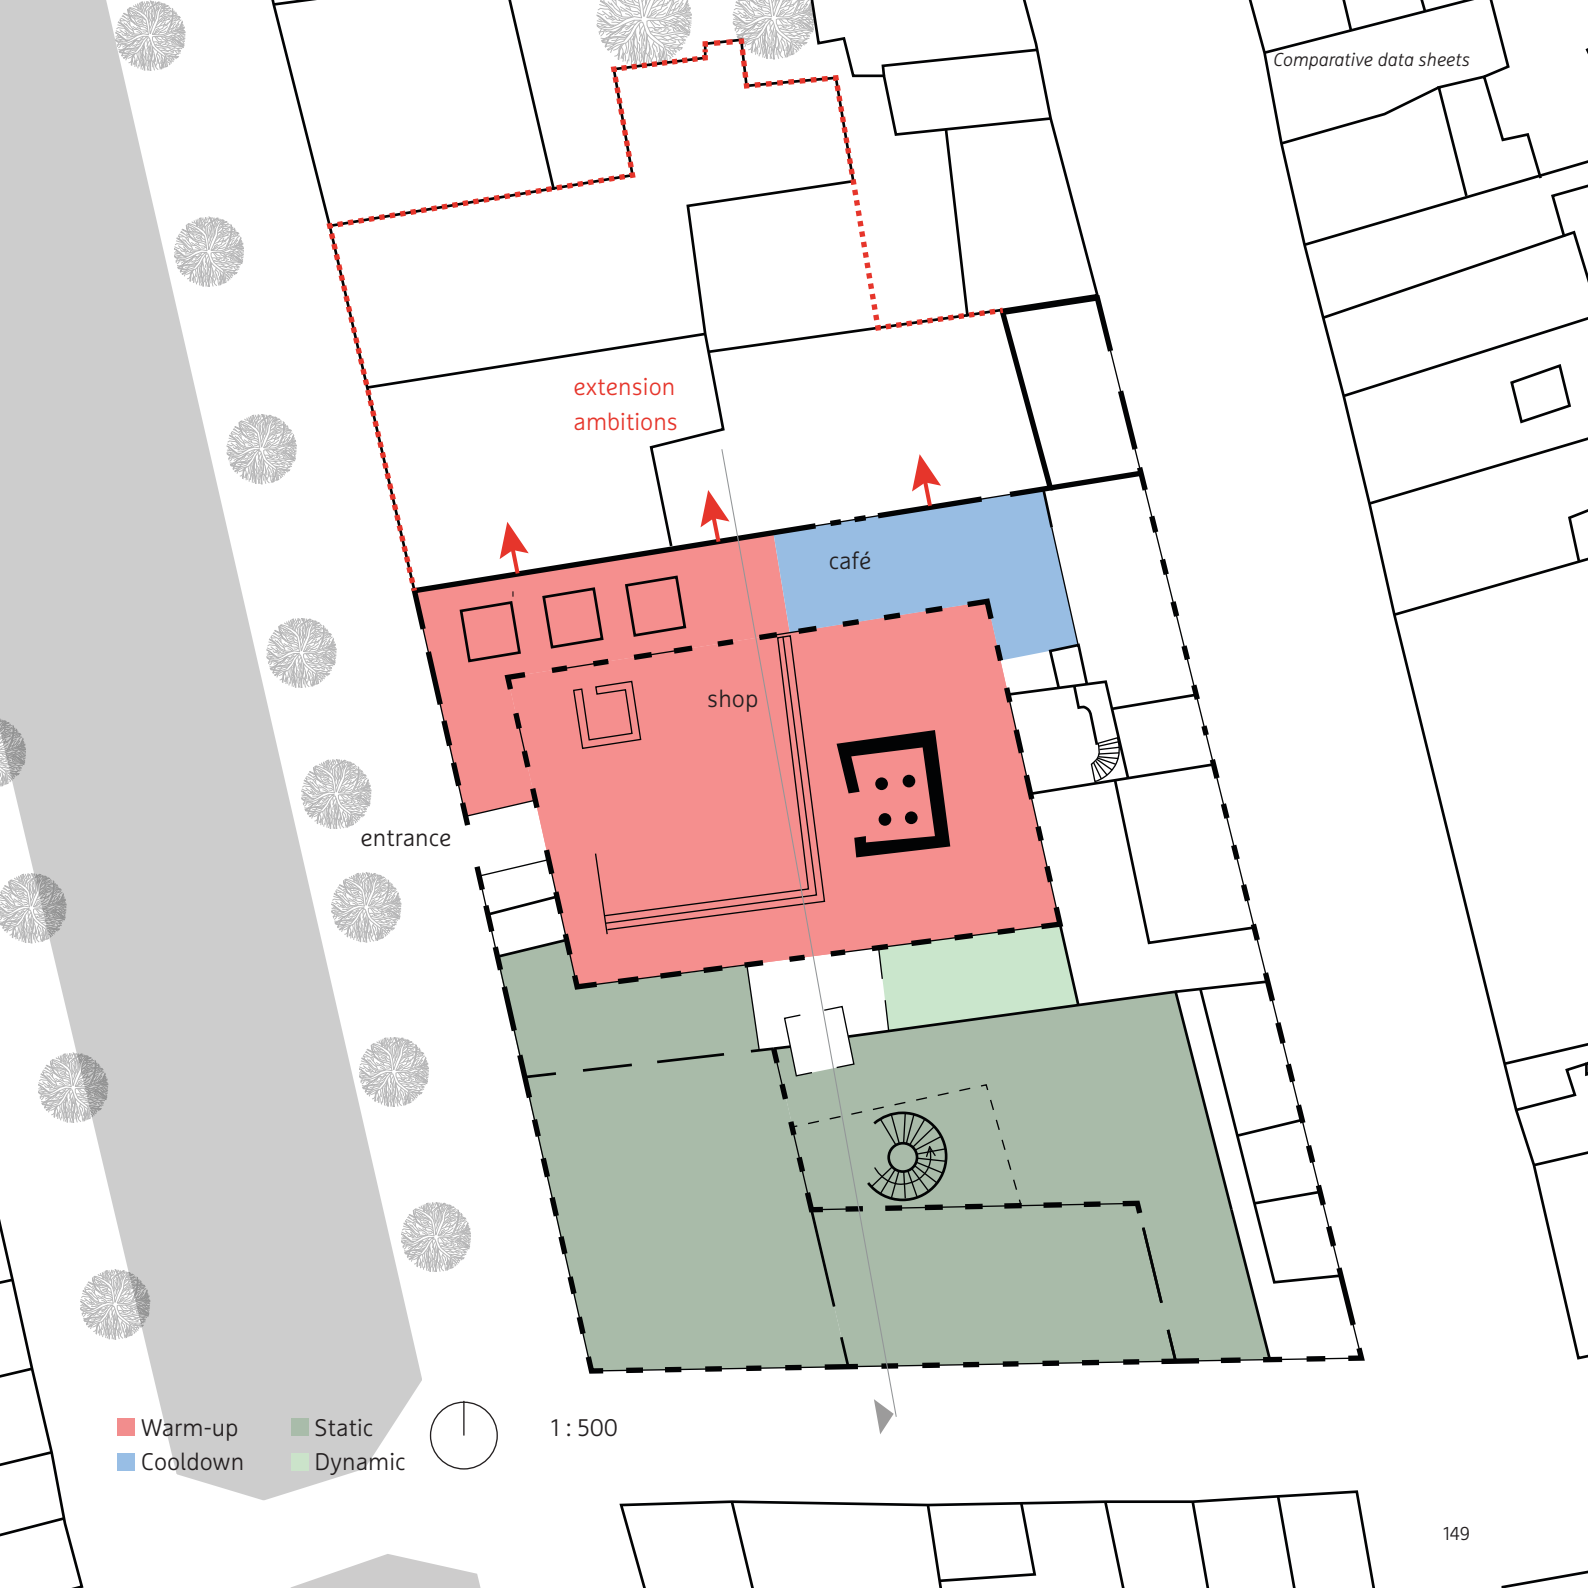 Comparative data sheets
extension
ambitions
café
shop
entrance
Warm-up
Static
1 : 500
Cooldown
Dynamic
149